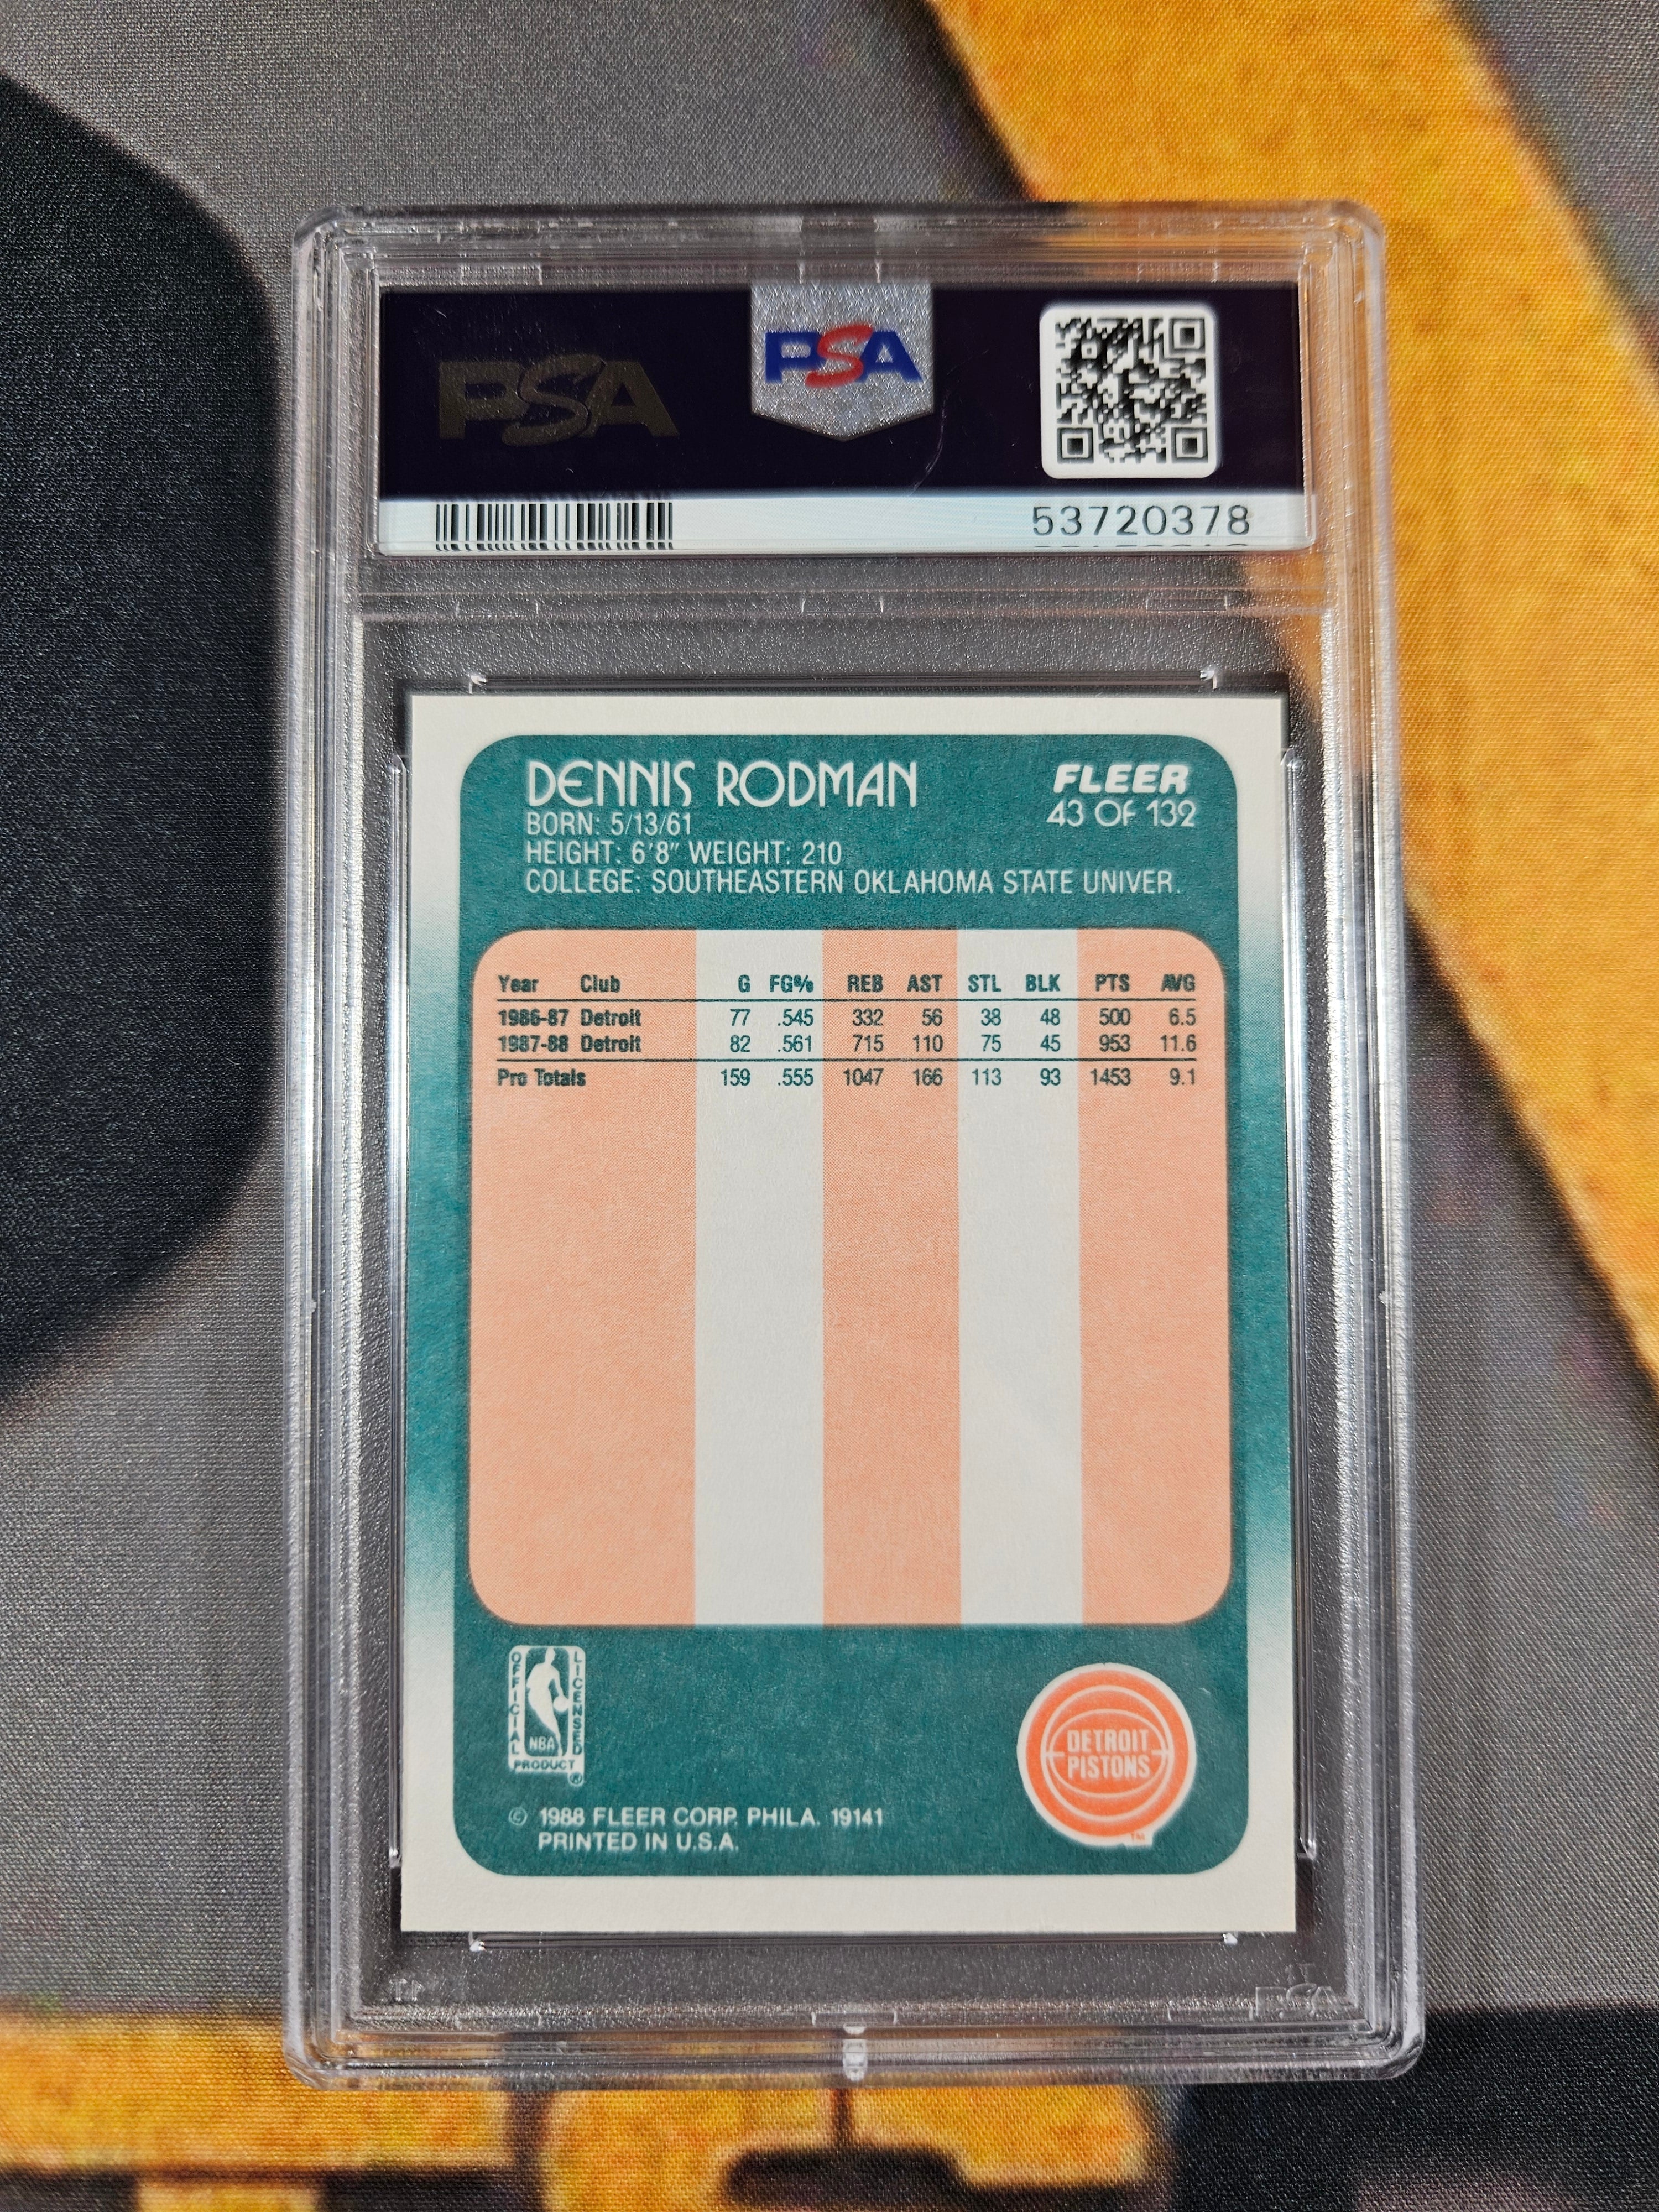 PSA
PSA
53720378
DENNIS RODMAN
FLEER
43 OF 132
BORN: 5/13/61
HEIGHT: 6'8" WEIGHT: 210
COLLEGE: SOUTHEASTERN OKLAHOMA STATE UNIVER.
Year Club G FG% REB AST STL BLK PTS AVG
1986-87 Detroit 77 .545 332 56 38 48 500 6.5
1987-88 Detroit 82 .561 715 110 75 45 953 11.6
Pro Totals 159 .555 1047 166 113 93 1453 9.1
OFFICIAL
LICENSED
NBA
PRODUCT
®
DETROIT
PISTONS
TM
© 1988 FLEER CORP. PHILA. 19141
PRINTED IN U.S.A.
PSA